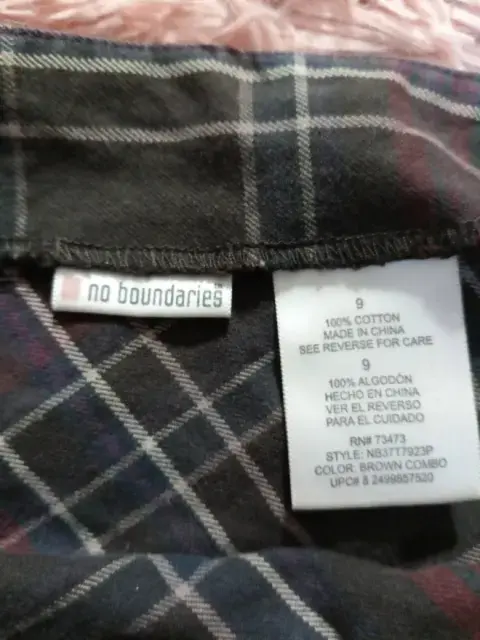 no boundaries™
9
100% COTTON
MADE IN CHINA
SEE REVERSE FOR CARE
9
100% ALGODÓN
HECHO EN CHINA
VER EL REVERSO
PARA EL CUIDADO
RN# 73473
STYLE: NB37T7923P
COLOR: BROWN COMBO
UPC# 8 2499857520